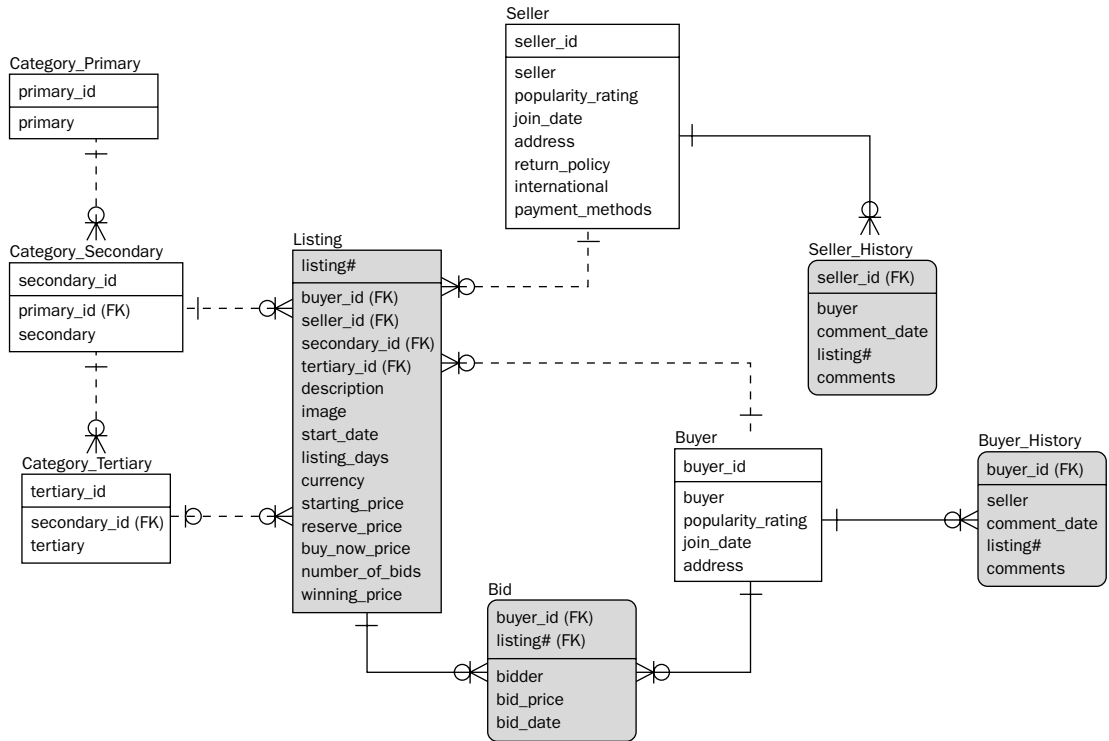 Seller
seller_id
seller
popularity_rating
join_date
address
return_policy
international
payment_methods
Category_Primary
primary_id
primary
Category_Secondary
secondary_id
primary_id (FK)
secondary
Category_Tertiary
tertiary_id
secondary_id (FK)
tertiary
Listing
listing#
buyer_id (FK)
seller_id (FK)
secondary_id (FK)
tertiary_id (FK)
description
image
start_date
listing_days
currency
starting_price
reserve_price
buy_now_price
number_of_bids
winning_price
Seller_History
seller_id (FK)
buyer
comment_date
listing#
comments
Buyer
buyer_id
buyer
popularity_rating
join_date
address
Buyer_History
buyer_id (FK)
seller
comment_date
listing#
comments
Bid
buyer_id (FK)
listing# (FK)
bidder
bid_price
bid_date